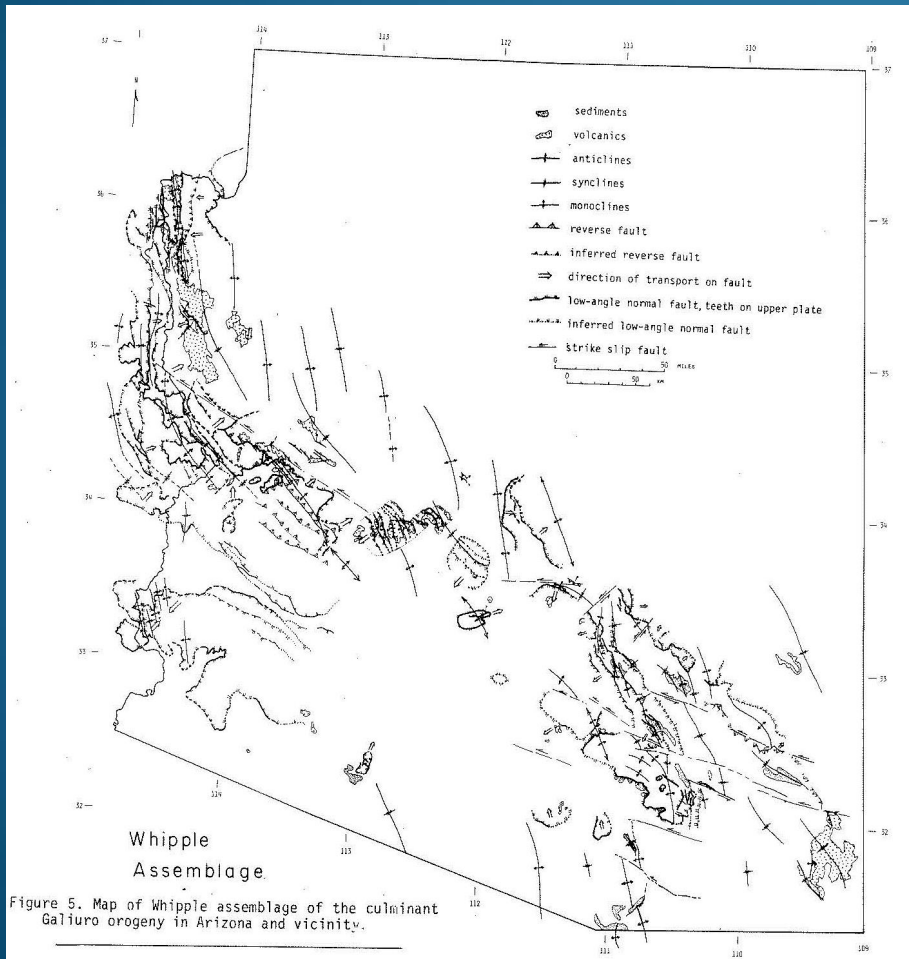 114
113
112
111
110
109
37
37
N
sediments
volcanics
anticlines
synclines
monoclines
reverse fault
inferred reverse fault
direction of transport on fault
low-angle normal fault, teeth on upper plate
inferred low-angle normal fault
strike slip fault
0 50 MILES
0 50 KM
36
36
35
35
34
34
33
33
32
32
114
113
112
111
110
109
Whipple
Assemblage
Figure 5. Map of Whipple assemblage of the culminant
Galiuro orogeny in Arizona and vicinity.